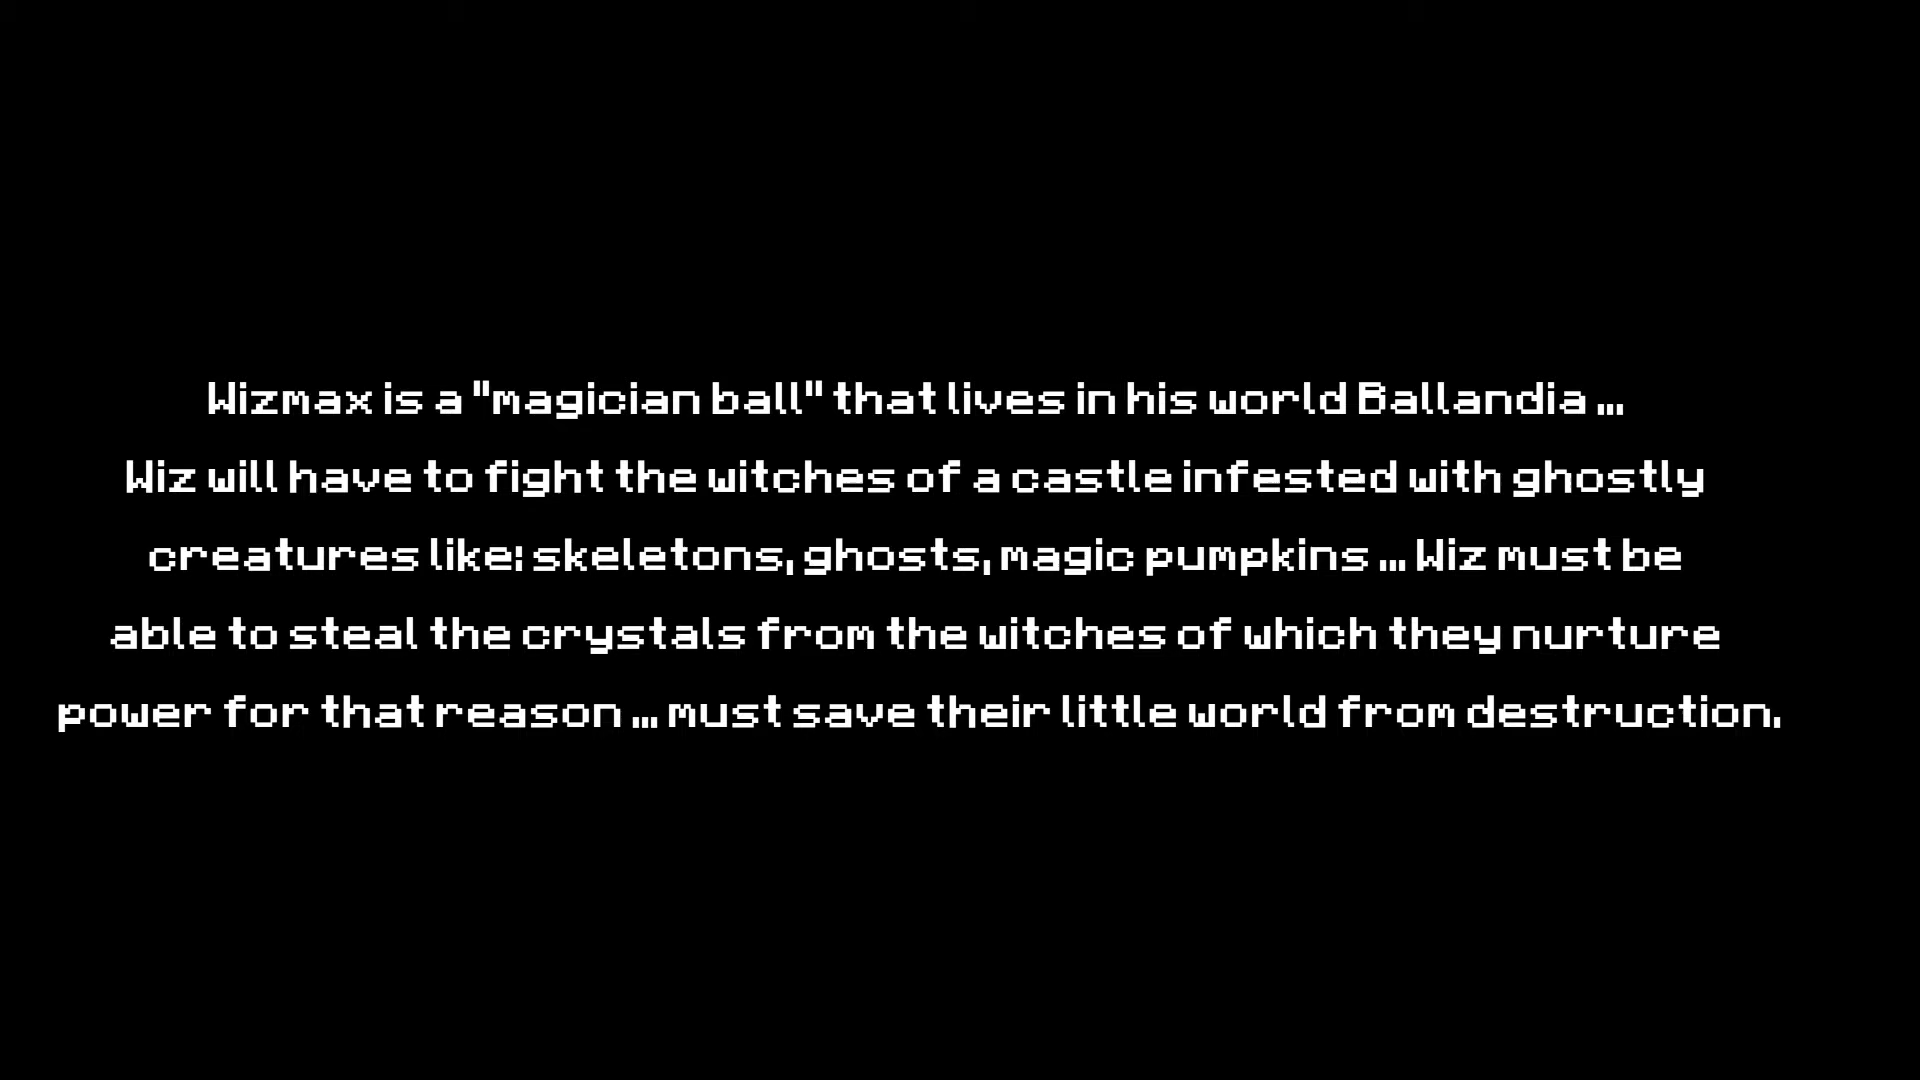 Wizmax is a "magician ball" that lives in his world Ballandia ...
Wiz will have to fight the witches of a castle infested with ghostly
creatures like: skeletons, ghosts, magic pumpkins ... Wiz must be
able to steal the crystals from the witches of which they nurture
power for that reason ... must save their little world from destruction.